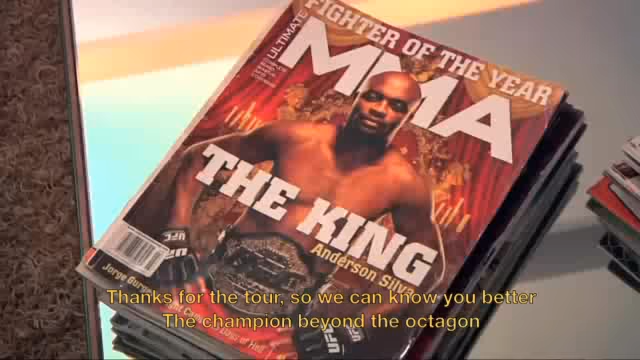 FIGHTER OF THE YEAR
ULTIMATE
MMA
THE KING
Anderson Silva
UFC
UFC
Thanks for the tour, so we can know you better
The champion beyond the octagon